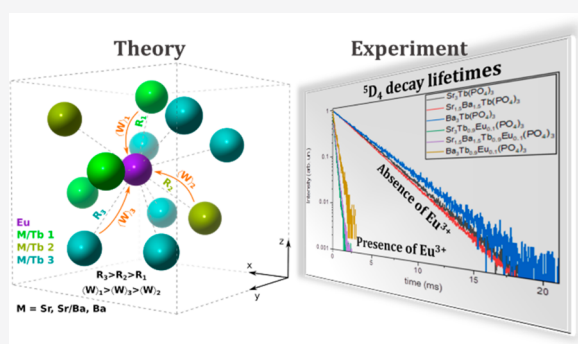 Theory
⟨W⟩₁
R₁
⟨W⟩₂
R₂
R₃
⟨W⟩₃
Eu
M/Tb 1
M/Tb 2
M/Tb 3
R₃>R₂>R₁
⟨W⟩₁>⟨W⟩₃>⟨W⟩₂
M = Sr, Sr/Ba, Ba
z
x
y
Experiment
⁵D₄ decay lifetimes
Sr₃Tb(PO₄)₃
Sr₁.₅Ba₁.₅Tb(PO₄)₃
Ba₃Tb(PO₄)₃
Sr₃Tb₀.₉Eu₀.₁(PO₄)₃
Sr₁.₅Ba₁.₅Tb₀.₉Eu₀.₁(PO₄)₃
Ba₃Tb₀.₉Eu₀.₁(PO₄)₃
1
0.1
0.01
0.001
Absence of Eu³⁺
Presence of Eu³⁺
5
10
15
20
time (ms)